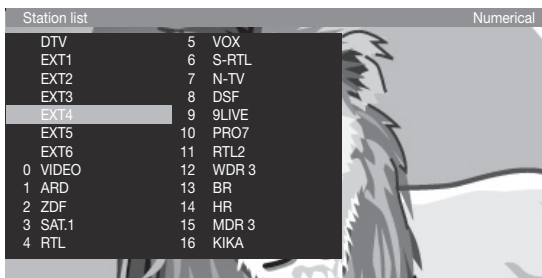 Station list Numerical
DTV 5 VOX
EXT1 6 S-RTL
EXT2 7 N-TV
EXT3 8 DSF
EXT4 9 9LIVE
EXT5 10 PRO7
EXT6 11 RTL2
0 VIDEO 12 WDR 3
1 ARD 13 BR
2 ZDF 14 HR
3 SAT.1 15 MDR 3
4 RTL 16 KIKA